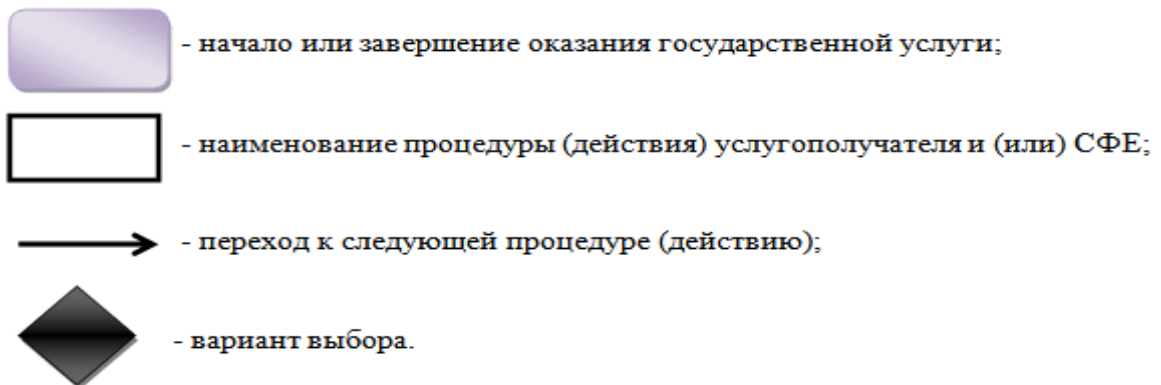 - начало или завершение оказания государственной услуги;
- наименование процедуры (действия) услугополучателя и (или) СФЕ;
- переход к следующей процедуре (действию);
- вариант выбора.